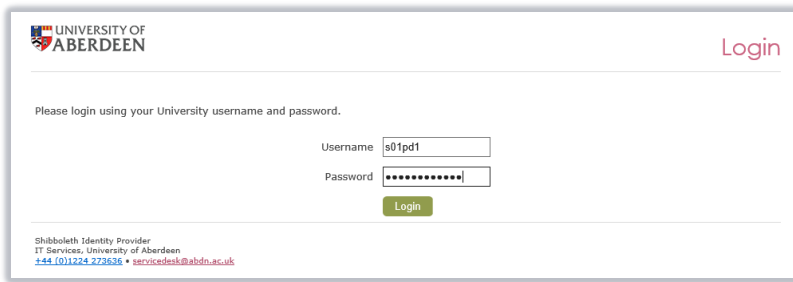 UNIVERSITY OF
ABERDEEN
Login
Please login using your University username and password.
Username s01pd1
Password ●●●●●●●●●●●●
Login
Shibboleth Identity Provider
IT Services, University of Aberdeen
+44 (0)1224 273636 • servicedesk@abdn.ac.uk